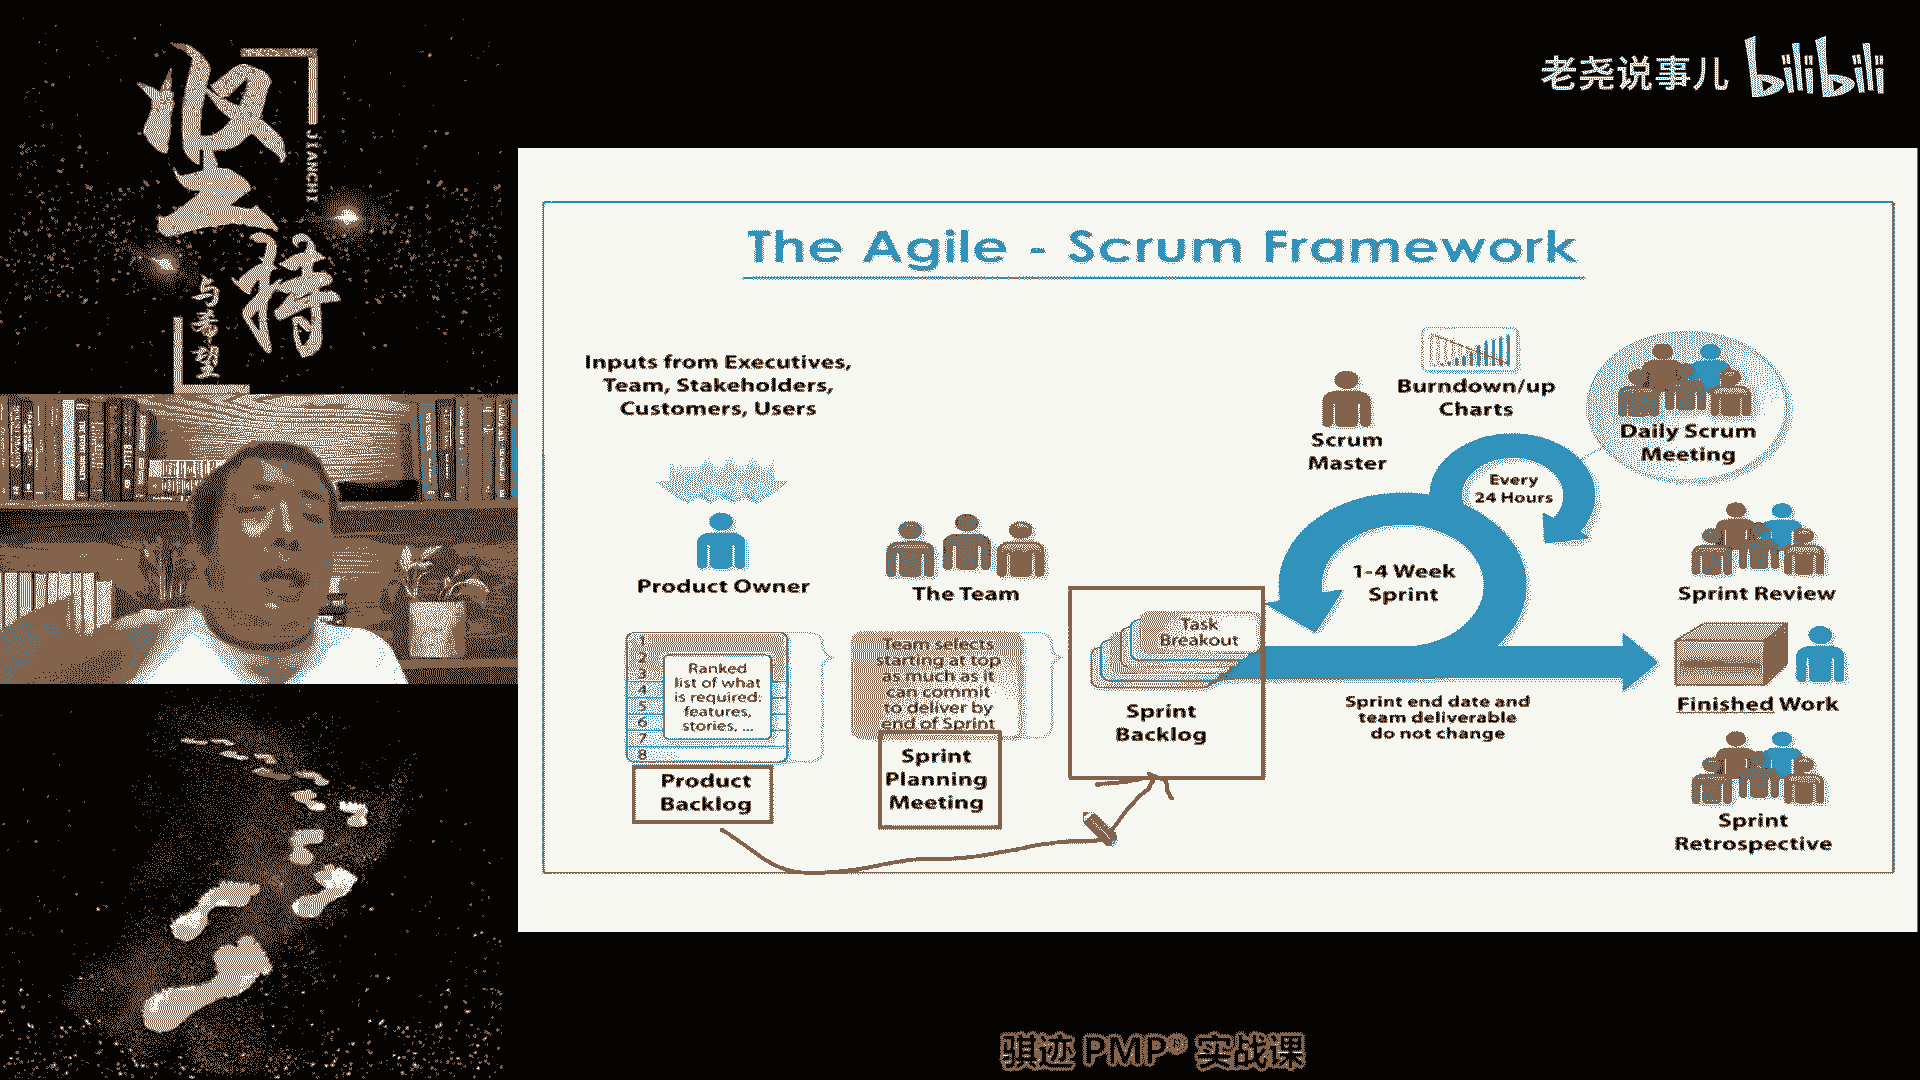 坚
持
JIANCHI
与希望
老尧说事儿 bilibili
The Agile - Scrum Framework
Inputs from Executives,
Team, Stakeholders,
Customers, Users
Product Owner
The Team
1
2
3
4
5
6
7
8
Ranked
list of what
is required:
features,
stories, ...
Product
Backlog
Team selects
starting at top
as much as it
can commit
to deliver by
end of Sprint
Sprint
Planning
Meeting
Task
Breakout
Sprint
Backlog
Scrum
Master
Burndown/up
Charts
Every
24 Hours
1-4 Week
Sprint
Sprint end date and
team deliverable
do not change
Daily Scrum
Meeting
Sprint Review
Finished Work
Sprint
Retrospective
骐迹 PMP® 实战课